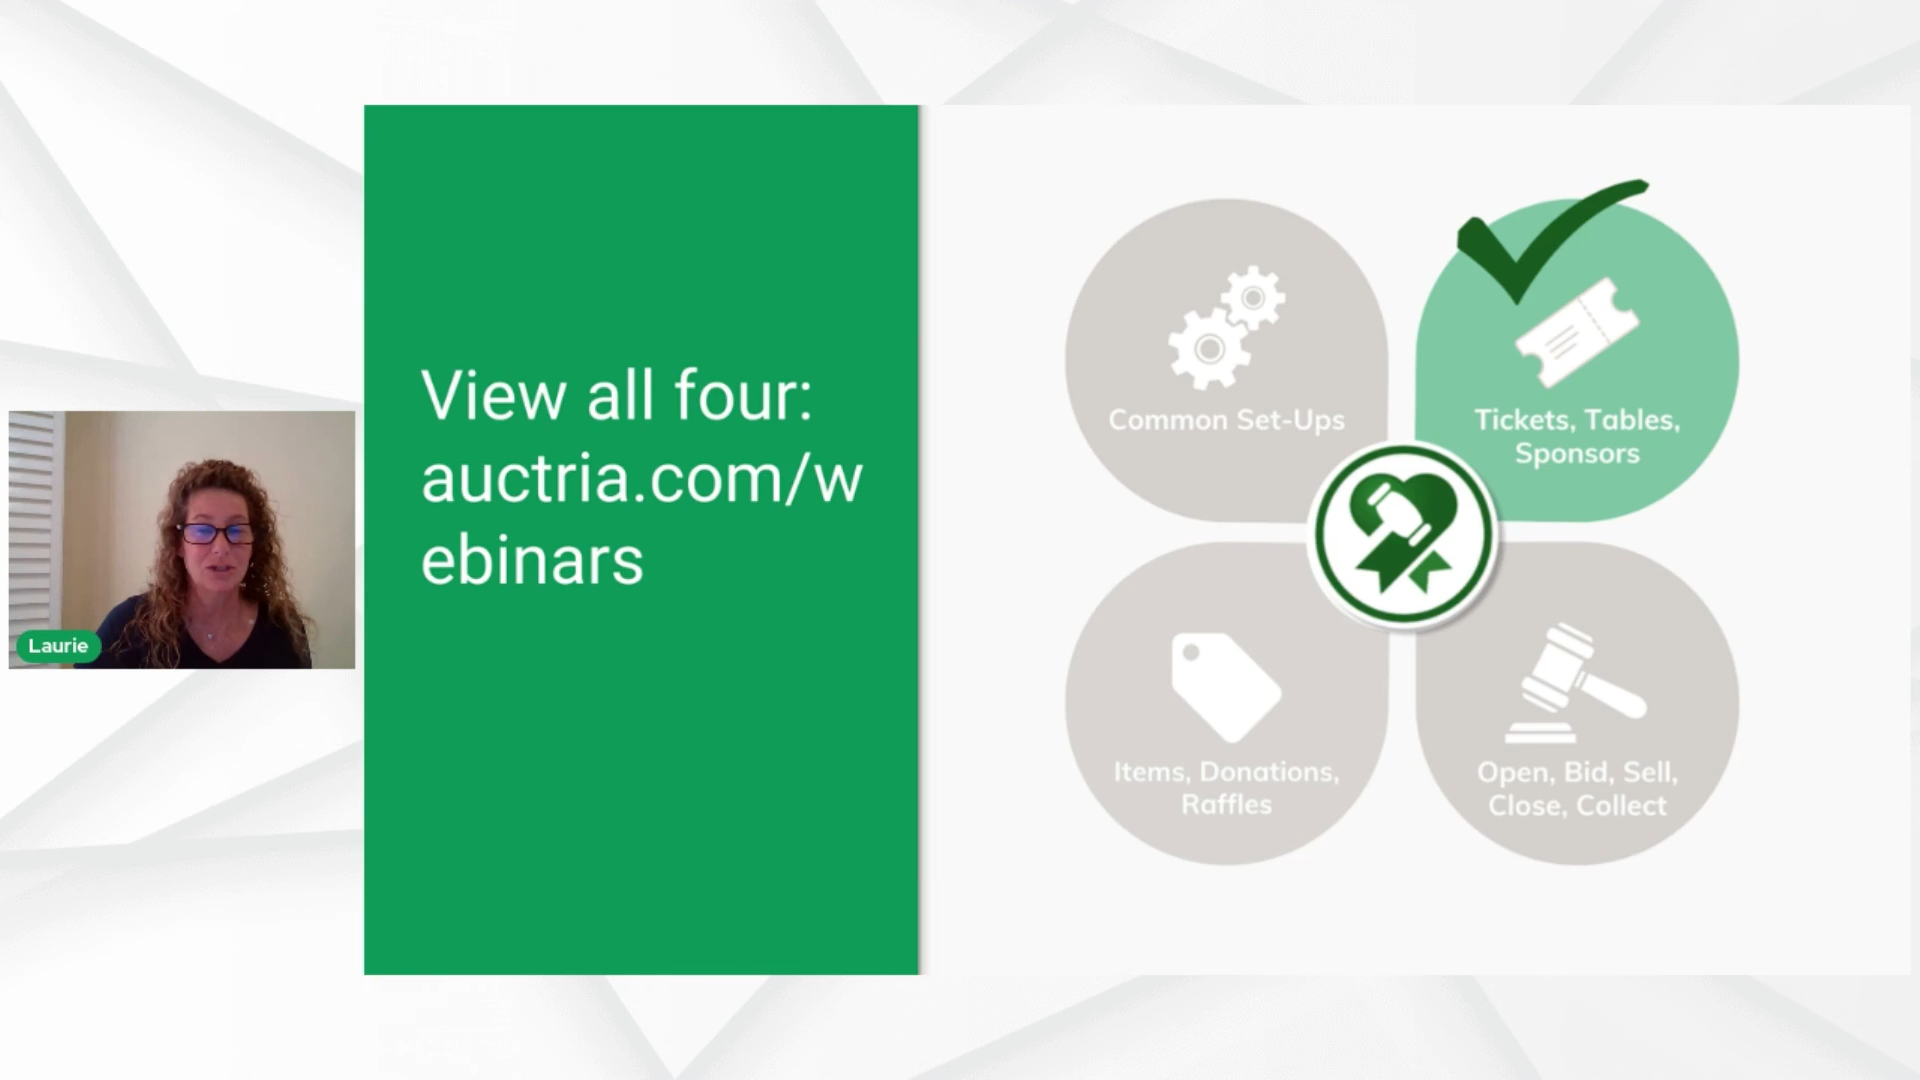 Laurie
View all four:
auctria.com/w
ebinars
Common Set-Ups
Tickets, Tables,
Sponsors
Items, Donations,
Raffles
Open, Bid, Sell,
Close, Collect